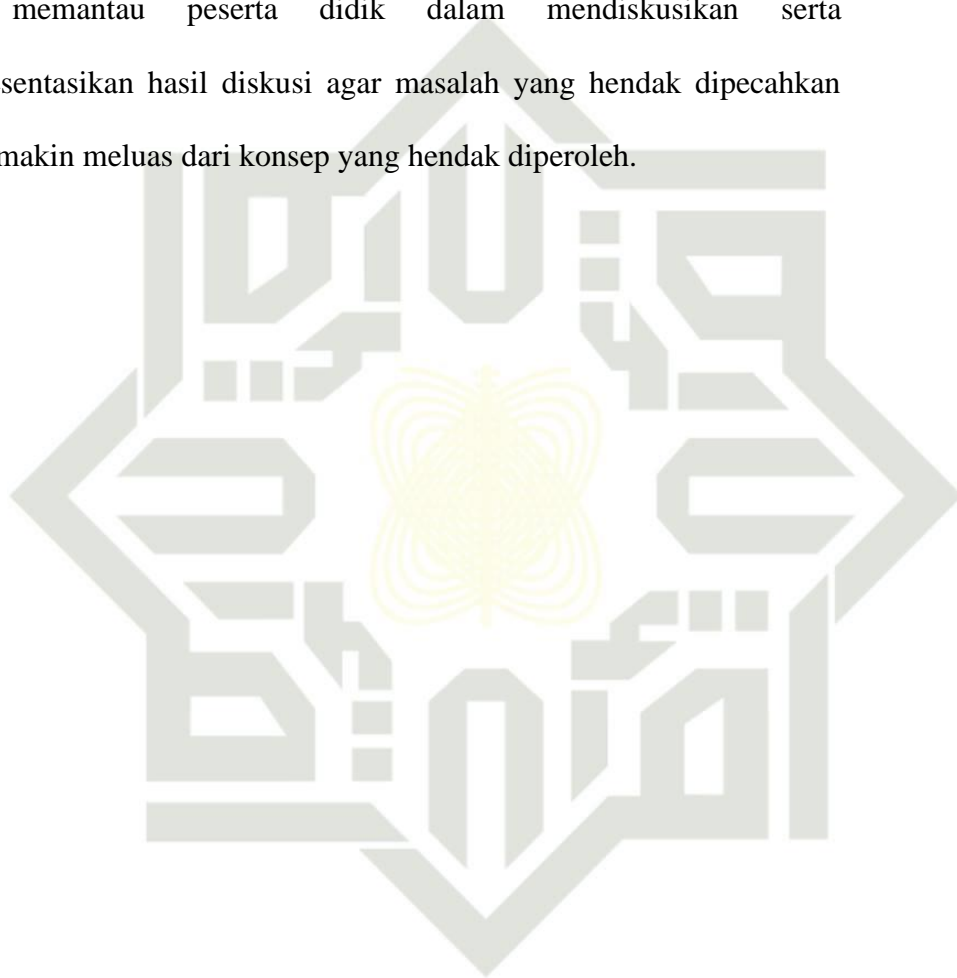 memantau peserta didik dalam mendiskusikan serta
sentasikan hasil diskusi agar masalah yang hendak dipecahkan
makin meluas dari konsep yang hendak diperoleh.